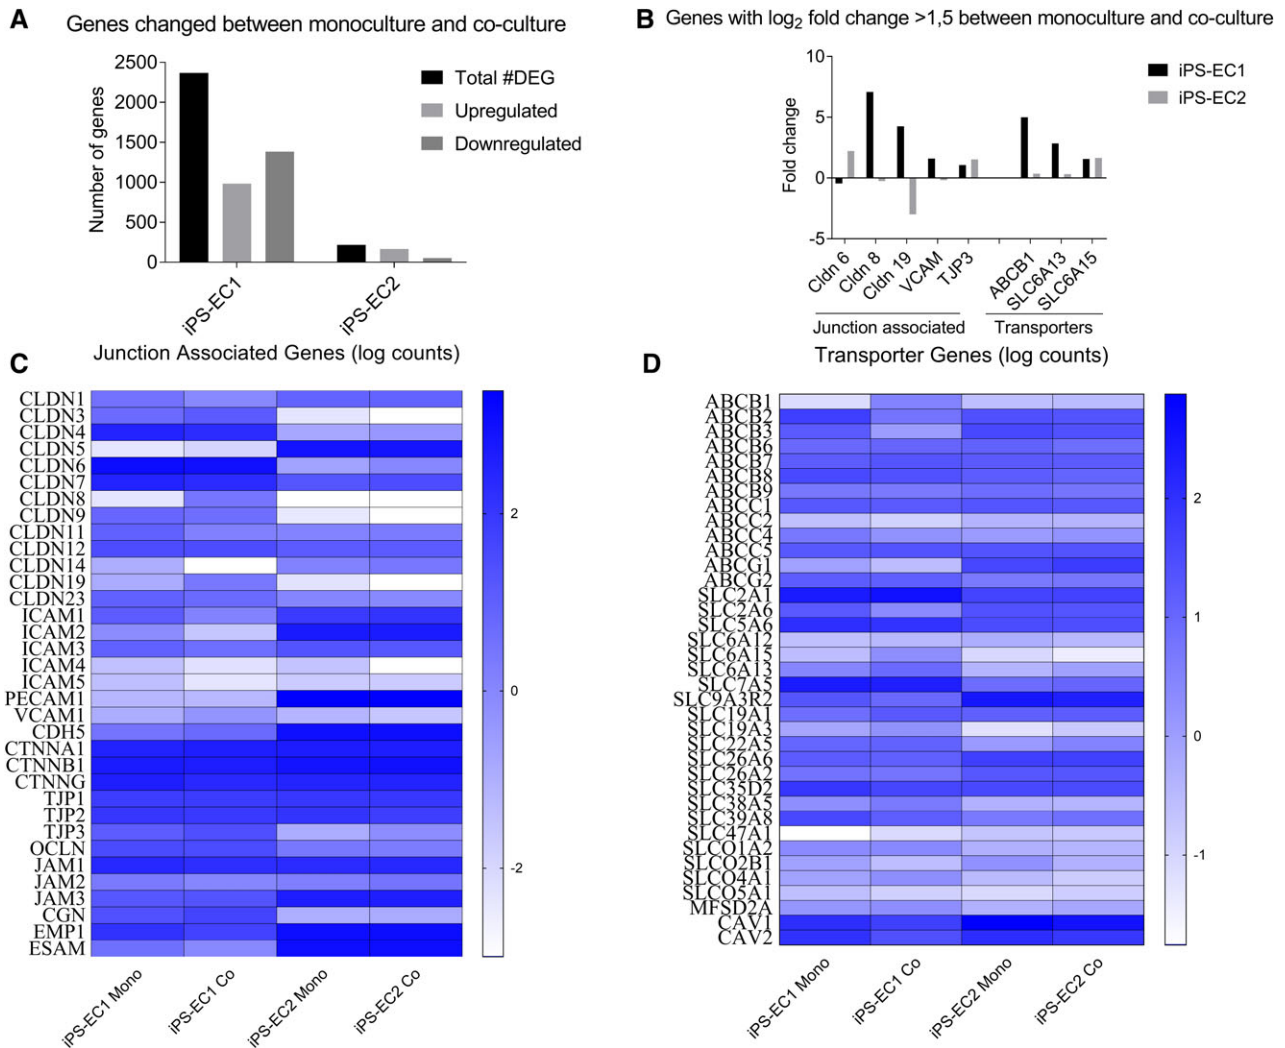 A
Genes changed between monoculture and co-culture
Number of genes
2500
2000
1500
1000
500
0
Total #DEG
Upregulated
Downregulated
iPS-EC1
iPS-EC2
B
Genes with log2 fold change >1,5 between monoculture and co-culture
Fold change
10
5
0
-5
iPS-EC1
iPS-EC2
Cldn 6
Cldn 8
Cldn 19
VCAM
TJP3
ABCB1
SLC6A13
SLC6A15
Junction associated
Transporters
C
Junction Associated Genes (log counts)
CLDN1
CLDN3
CLDN4
CLDN5
CLDN6
CLDN7
CLDN8
CLDN9
CLDN11
CLDN12
CLDN14
CLDN19
CLDN23
ICAM1
ICAM2
ICAM3
ICAM4
ICAM5
PECAM1
VCAM1
CDH5
CTNNA1
CTNNB1
CTNNG
TJP1
TJP2
TJP3
OCLN
JAM1
JAM2
JAM3
CGN
EMP1
ESAM
2
0
-2
iPS-EC1 Mono
iPS-EC1 Co
iPS-EC2 Mono
iPS-EC2 Co
D
Transporter Genes (log counts)
ABCB1
ABCB2
ABCB3
ABCB6
ABCB7
ABCB8
ABCB9
ABCC1
ABCC2
ABCC4
ABCC5
ABCG1
ABCG2
SLC2A1
SLC2A6
SLC5A6
SLC6A12
SLC6A15
SLC6A13
SLC7A5
SLC9A3R2
SLC19A1
SLC19A3
SLC22A5
SLC26A6
SLC26A2
SLC35D2
SLC38A5
SLC39A8
SLC47A1
SLCO1A2
SLCO2B1
SLCO4A1
SLCO5A1
MFSD2A
CAV1
CAV2
2
1
0
-1
iPS-EC1 Mono
iPS-EC1 Co
iPS-EC2 Mono
iPS-EC2 Co